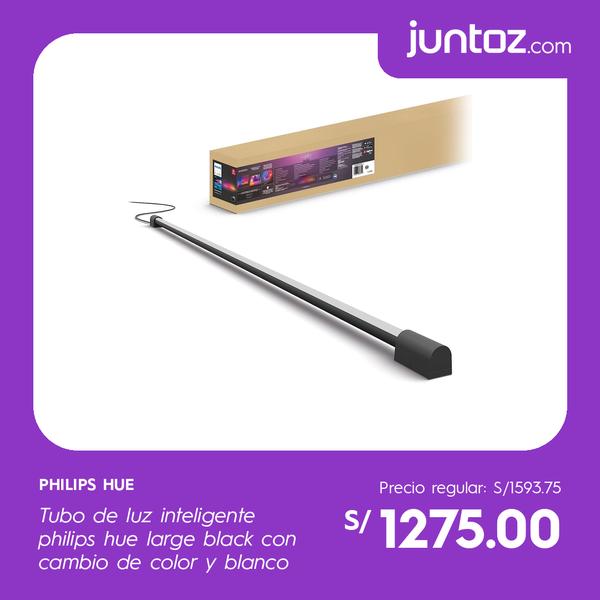 juntoz.com
PHILIPS HUE
Tubo de luz inteligente
philips hue large black con
cambio de color y blanco
Precio regular: S/1593.75
S/ 1275.00